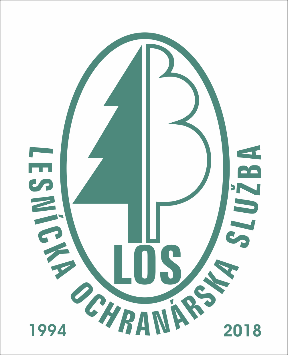 LOS
LESNÍCKA OCHRANÁRSKA SLUŽBA
1994 2018